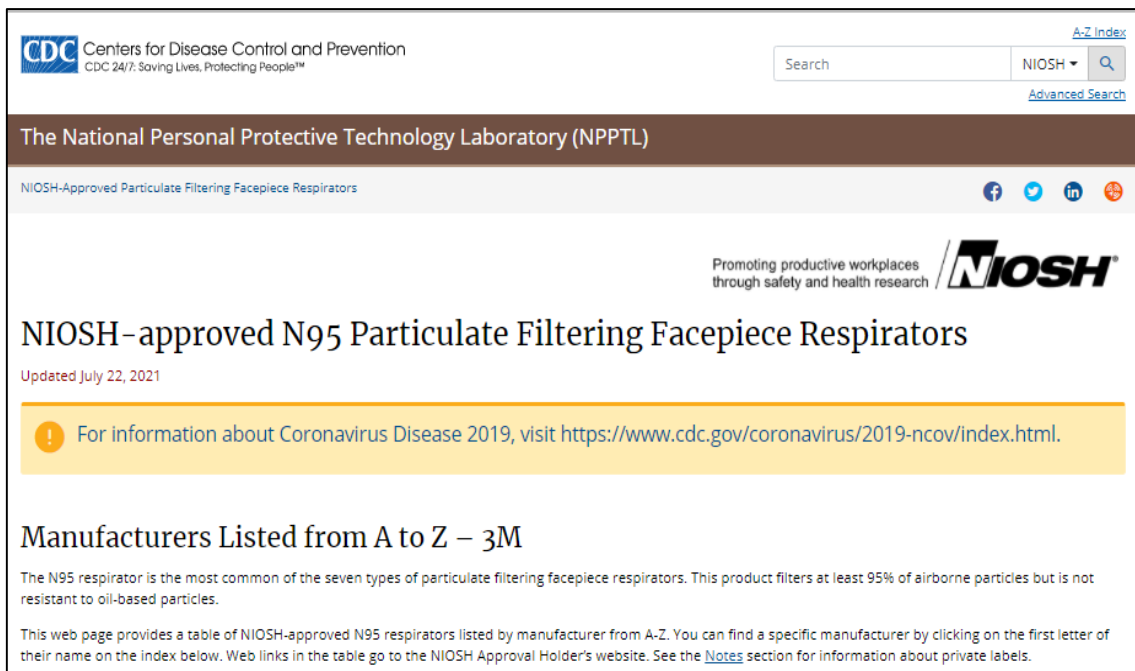 CDC Centers for Disease Control and Prevention
CDC 24/7: Saving Lives, Protecting People™
A-Z Index
Search NIOSH
Advanced Search
The National Personal Protective Technology Laboratory (NPPTL)
NIOSH-Approved Particulate Filtering Facepiece Respirators
Promoting productive workplaces
through safety and health research / NIOSH®
NIOSH-approved N95 Particulate Filtering Facepiece Respirators
Updated July 22, 2021
For information about Coronavirus Disease 2019, visit https://www.cdc.gov/coronavirus/2019-ncov/index.html.
Manufacturers Listed from A to Z – 3M
The N95 respirator is the most common of the seven types of particulate filtering facepiece respirators. This product filters at least 95% of airborne particles but is not
resistant to oil-based particles.
This web page provides a table of NIOSH-approved N95 respirators listed by manufacturer from A-Z. You can find a specific manufacturer by clicking on the first letter of
their name on the index below. Web links in the table go to the NIOSH Approval Holder's website. See the Notes section for information about private labels.